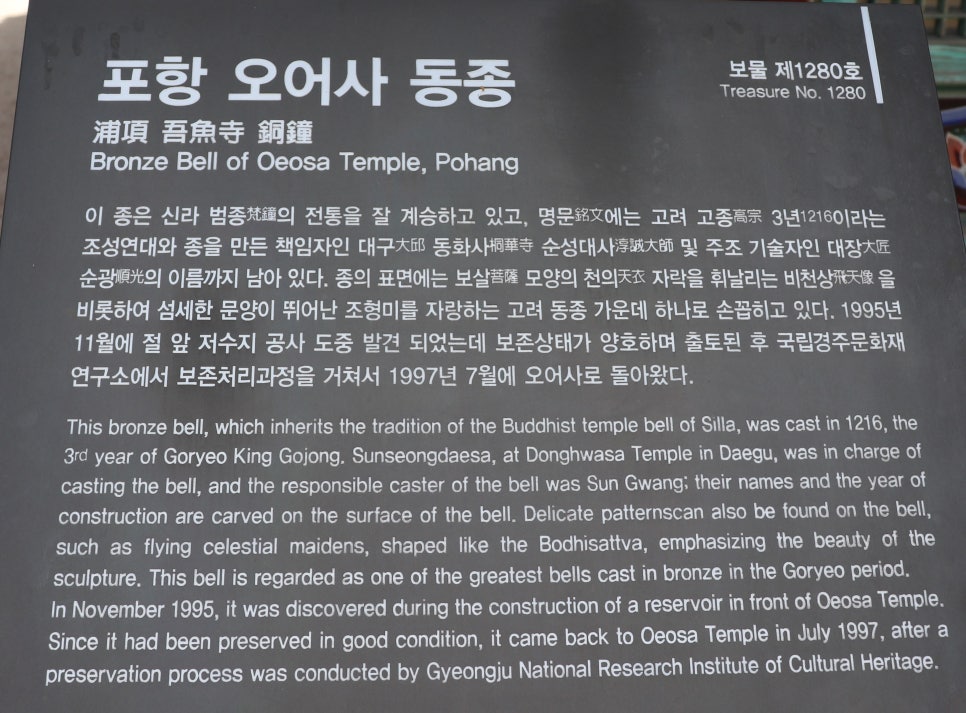 포항 오어사 동종
보물 제1280호
Treasure No. 1280
浦項 吾魚寺 銅鐘
Bronze Bell of Oeosa Temple, Pohang
이 종은 신라 범종梵鐘의 전통을 잘 계승하고 있고, 명문銘文에는 고려 고종高宗 3년1216이라는
조성연대와 종을 만든 책임자인 대구大邱 동화사桐華寺 순성대사淳誠大師 및 주조 기술자인 대장大匠
순광順光의 이름까지 남아 있다. 종의 표면에는 보살菩薩 모양의 천의天衣 자락을 휘날리는 비천상飛天像 을
비롯하여 섬세한 문양이 뛰어난 조형미를 자랑하는 고려 동종 가운데 하나로 손꼽히고 있다. 1995년
11월에 절 앞 저수지 공사 도중 발견 되었는데 보존상태가 양호하며 출토된 후 국립경주문화재
연구소에서 보존처리과정을 거쳐서 1997년 7월에 오어사로 돌아왔다.
This bronze bell, which inherits the tradition of the Buddhist temple bell of Silla, was cast in 1216, the
3rd year of Goryeo King Gojong. Sunseongdaesa, at Donghwasa Temple in Daegu, was in charge of
casting the bell, and the responsible caster of the bell was Sun Gwang; their names and the year of
construction are carved on the surface of the bell. Delicate patternscan also be found on the bell,
such as flying celestial maidens, shaped like the Bodhisattva, emphasizing the beauty of the
sculpture. This bell is regarded as one of the greatest bells cast in bronze in the Goryeo period.
In November 1995, it was discovered during the construction of a reservoir in front of Oeosa Temple.
Since it had been preserved in good condition, it came back to Oeosa Temple in July 1997, after a
preservation process was conducted by Gyeongju National Research Institute of Cultural Heritage.